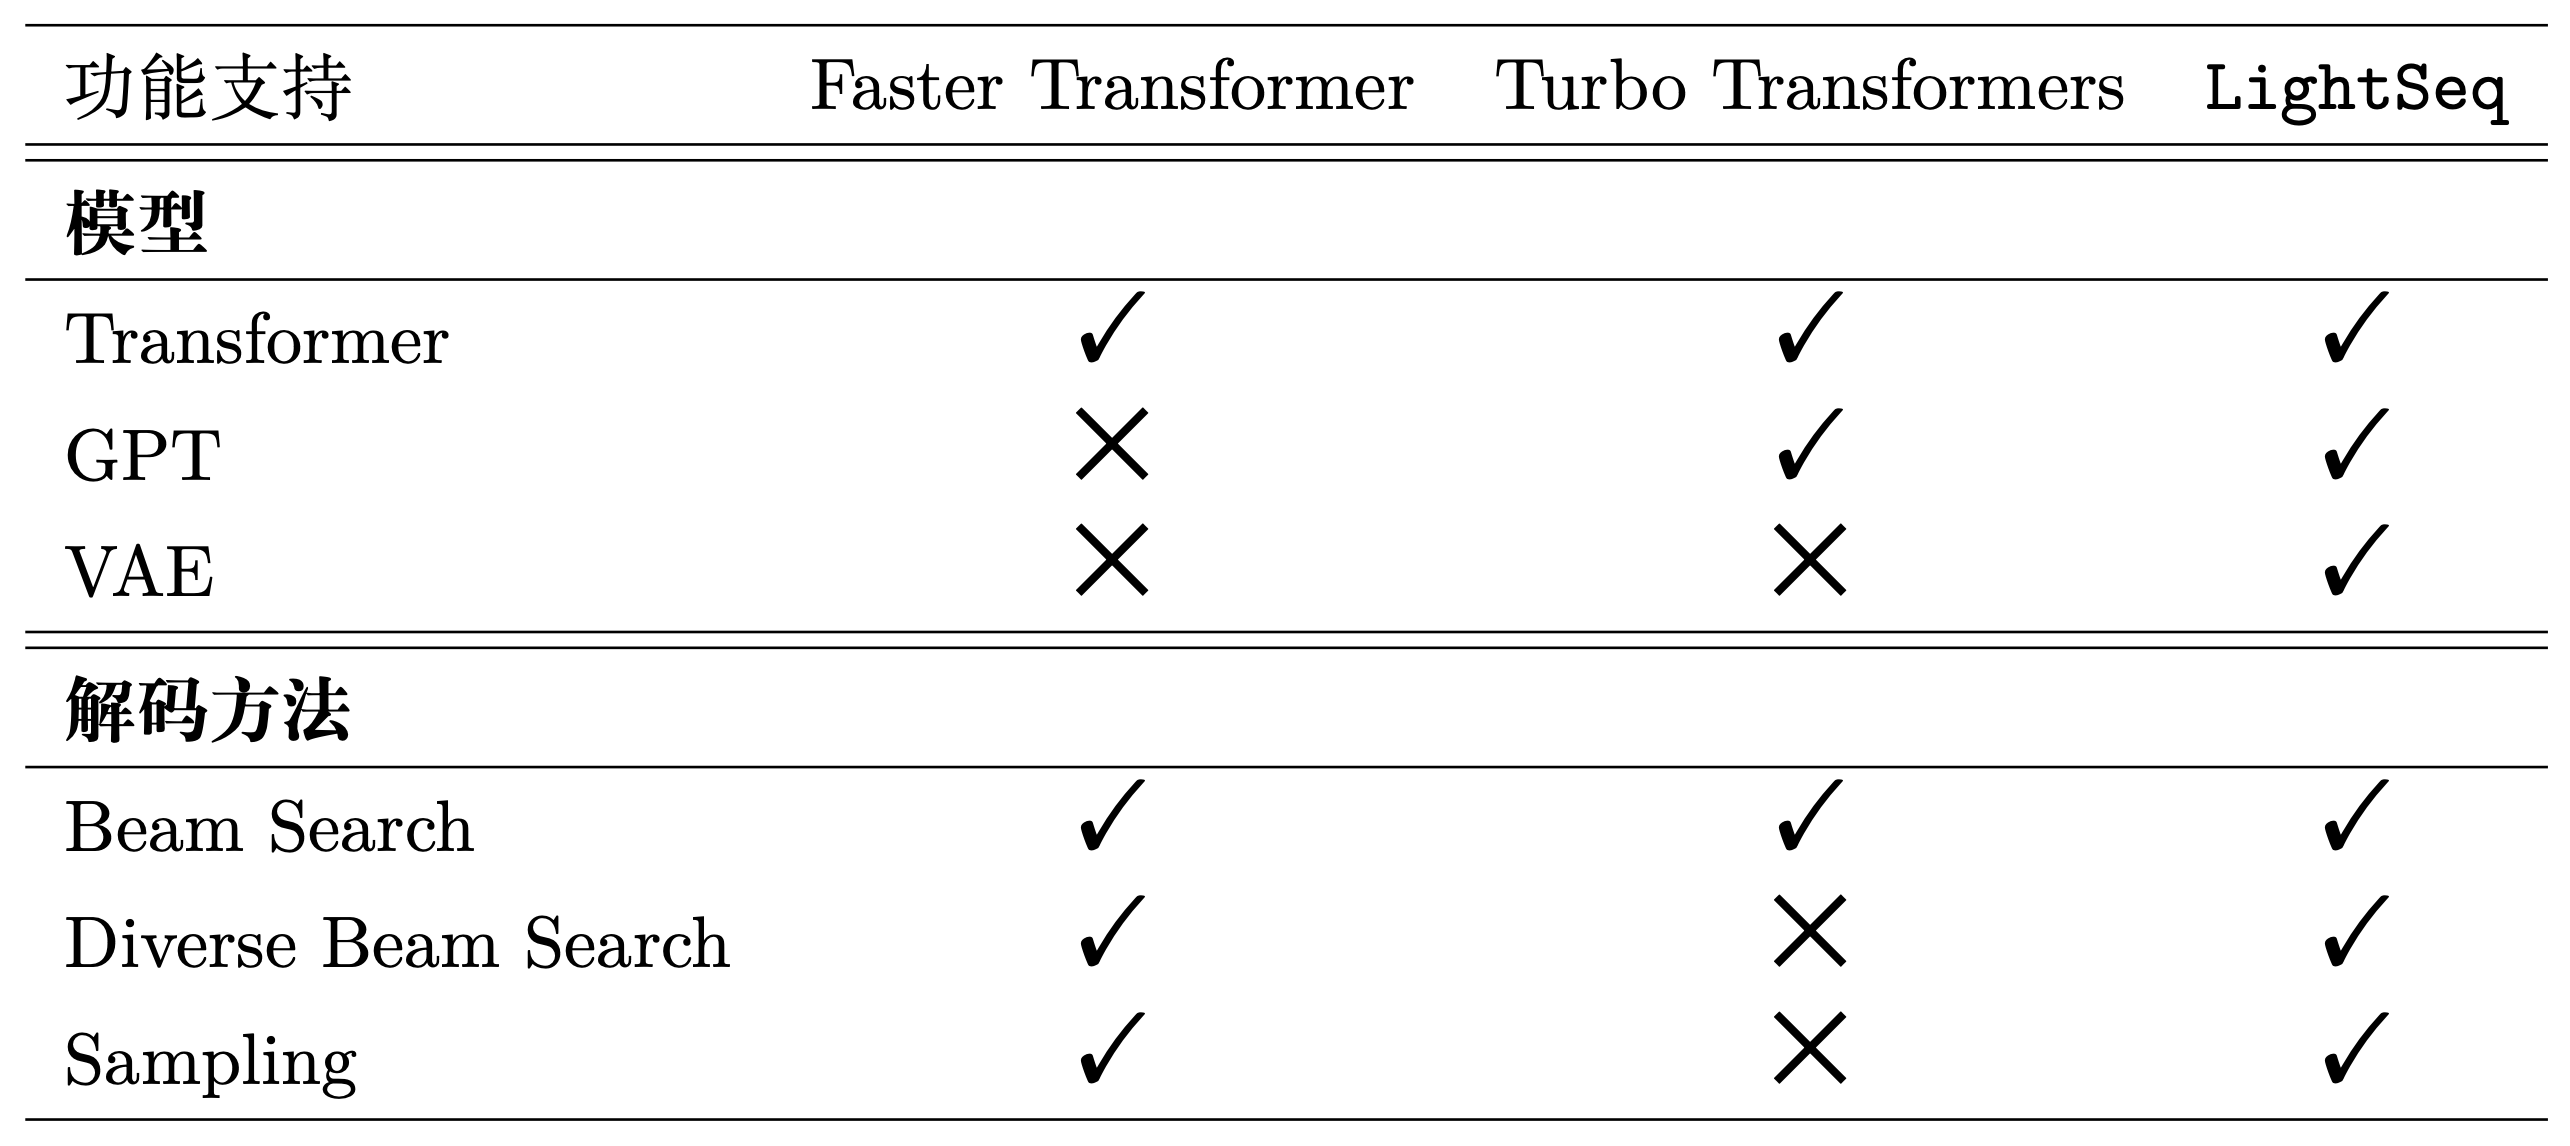 功能支持 Faster Transformer Turbo Transformers LightSeq
模型
Transformer ✓ ✓ ✓
GPT × ✓ ✓
VAE × × ✓
解码方法
Beam Search ✓ ✓ ✓
Diverse Beam Search ✓ × ✓
Sampling ✓ × ✓